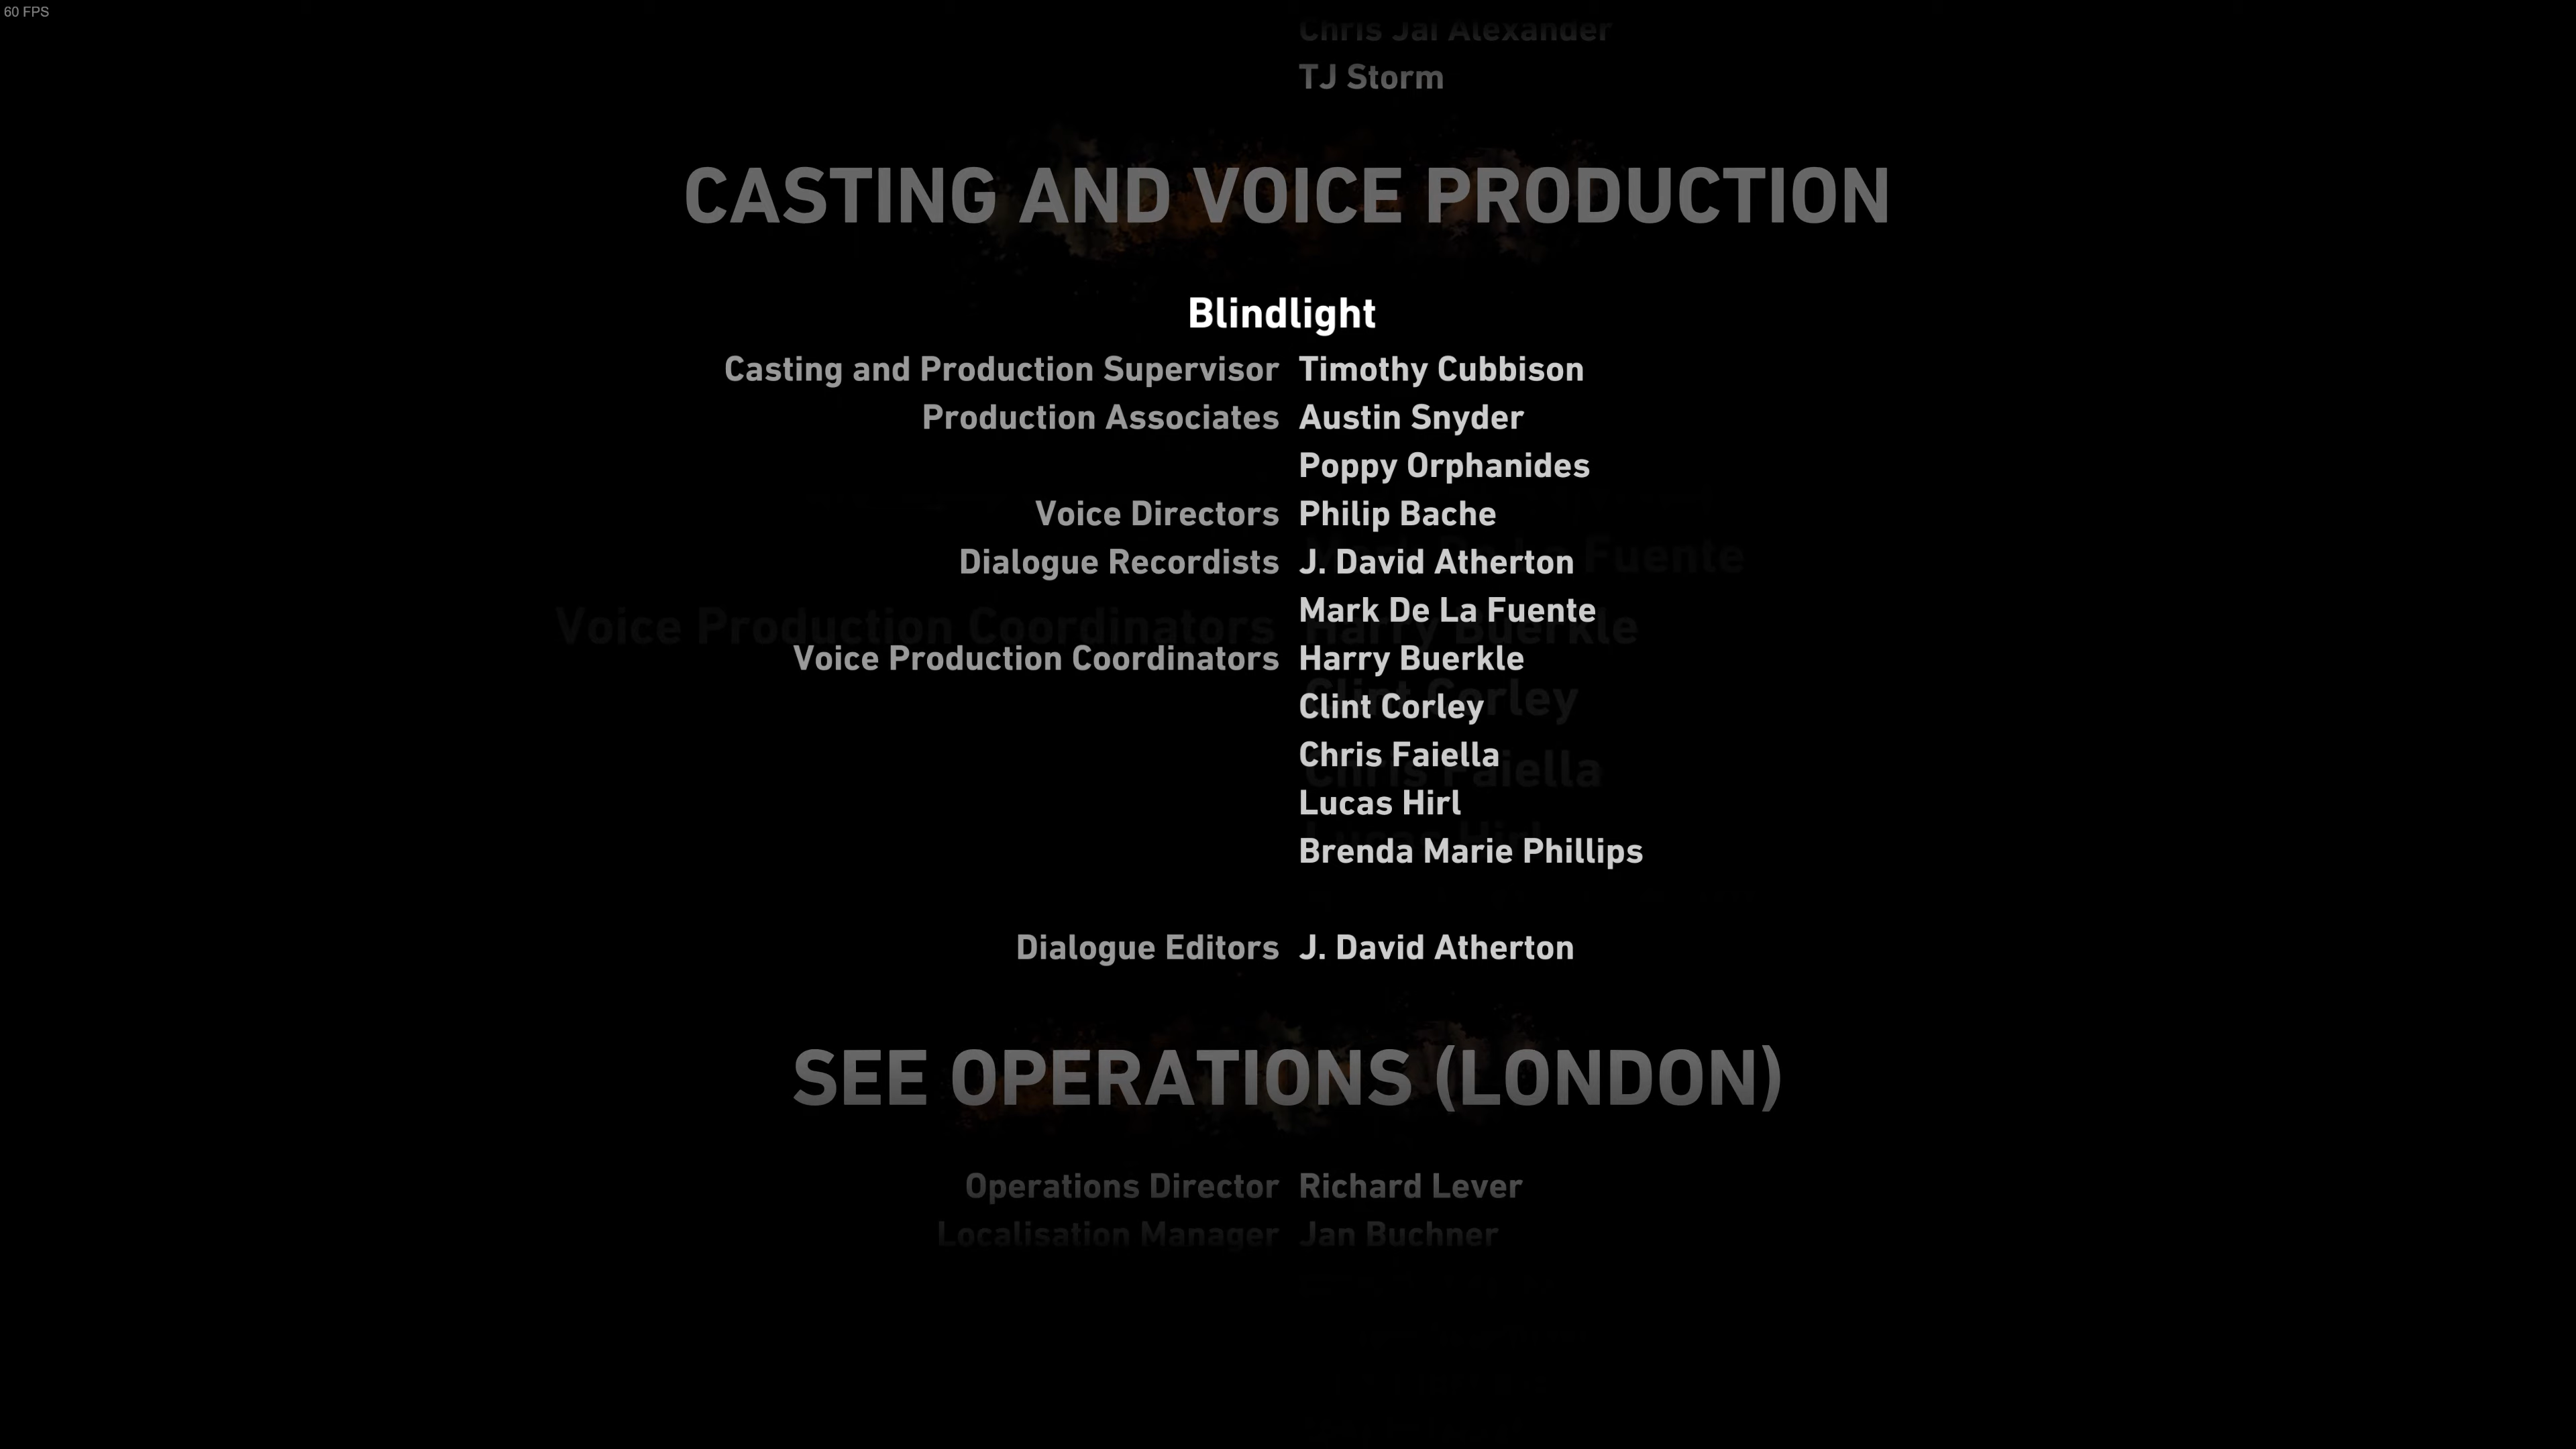 60 FPS
Chris Jai Alexander
TJ Storm
CASTING AND VOICE PRODUCTION
Blindlight
Casting and Production Supervisor Timothy Cubbison
Production Associates Austin Snyder
Poppy Orphanides
Voice Directors Philip Bache
Dialogue Recordists J. David Atherton
Mark De La Fuente
Voice Production Coordinators Harry Buerkle
Clint Corley
Chris Faiella
Lucas Hirl
Brenda Marie Phillips
Dialogue Editors J. David Atherton
SEE OPERATIONS (LONDON)
Operations Director Richard Lever
Localisation Manager Jan Buchner